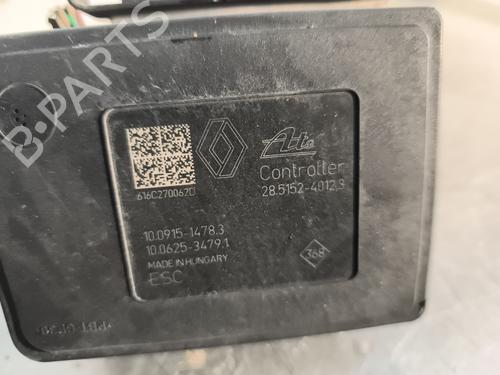 B-PARTS
Ate
Controller
616C270062D
28.5152-4012.3
10.0915-1478.3
10.0625-3479.1
MADE IN HUNGARY
ESC
368